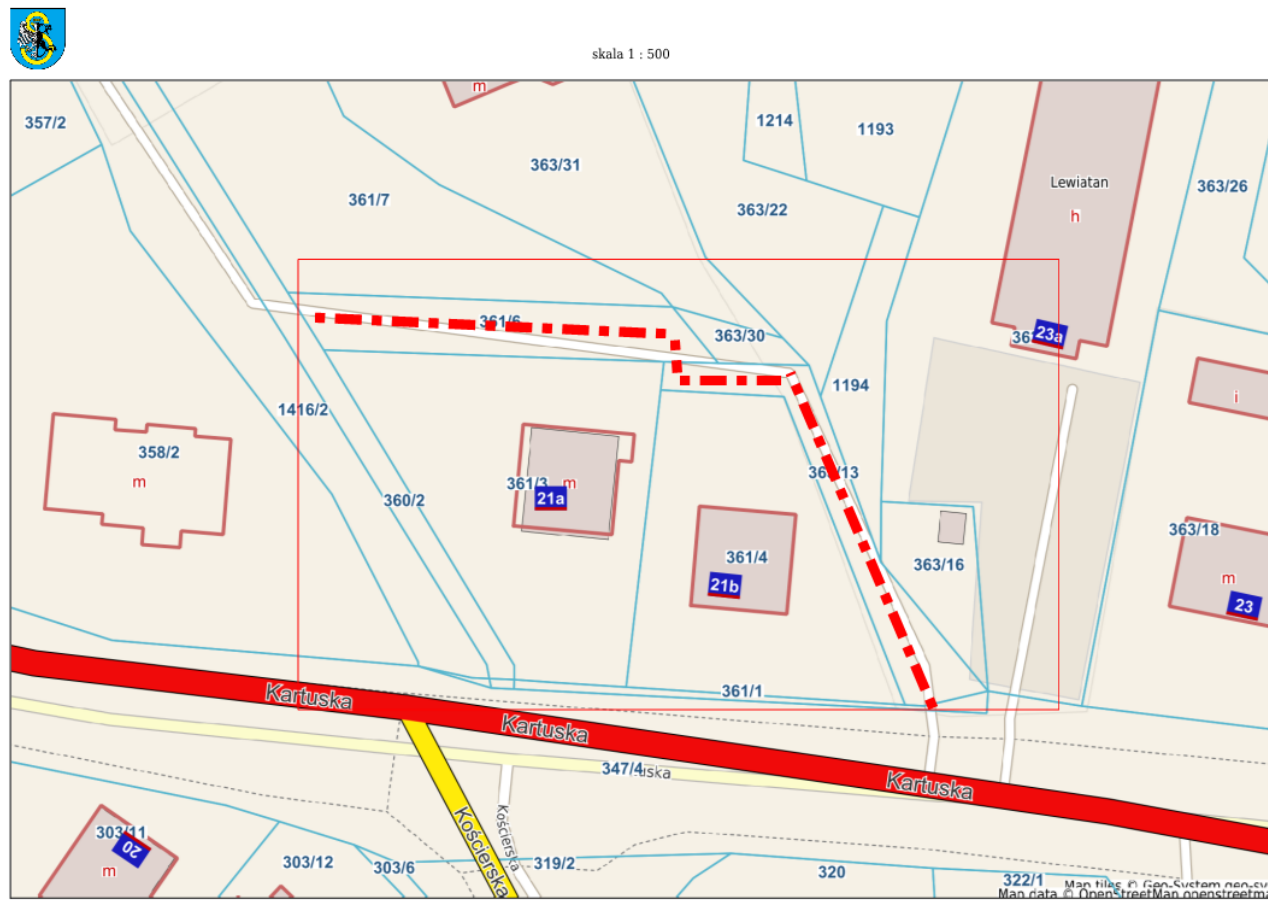 skala 1 : 500
m
357/2
1214
1193
363/31
Lewiatan
363/26
361/7
363/22
h
361/6
363/30
23a
1194
i
1416/2
358/2
m
361/3
m
21a
360/2
363/18
361/4
363/16
21b
m
23
361/1
Kartuska
Kartuska
347/4
Kartuska
Kościerska
Kościerska
303/11
20
m
303/12
303/6
319/2
320
322/1
Map tiles © Geo-System geo-sy
Map data © OpenStreetMap openstreetma